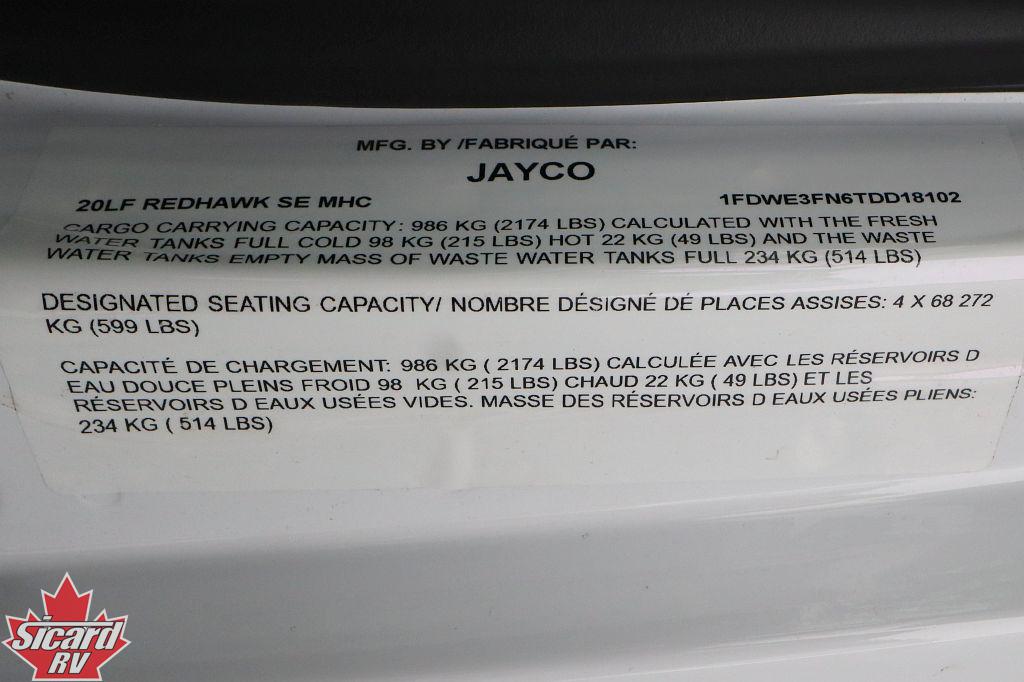 MFG. BY /FABRIQUÉ PAR:
JAYCO
20LF REDHAWK SE MHC 1FDWE3FN6TDD18102
CARGO CARRYING CAPACITY: 986 KG (2174 LBS) CALCULATED WITH THE FRESH
WATER TANKS FULL COLD 98 KG (215 LBS) HOT 22 KG (49 LBS) AND THE WASTE
WATER TANKS EMPTY MASS OF WASTE WATER TANKS FULL 234 KG (514 LBS)
DESIGNATED SEATING CAPACITY/ NOMBRE DÉSIGNÉ DÉ PLACES ASSISES: 4 X 68 272
KG (599 LBS)
CAPACITÉ DE CHARGEMENT: 986 KG ( 2174 LBS) CALCULÉE AVEC LES RÉSERVOIRS D
EAU DOUCE PLEINS FROID 98 KG ( 215 LBS) CHAUD 22 KG ( 49 LBS) ET LES
RÉSERVOIRS D EAUX USÉES VIDES. MASSE DES RÉSERVOIRS D EAUX USÉES PLIENS:
234 KG ( 514 LBS)
Sicard
RV